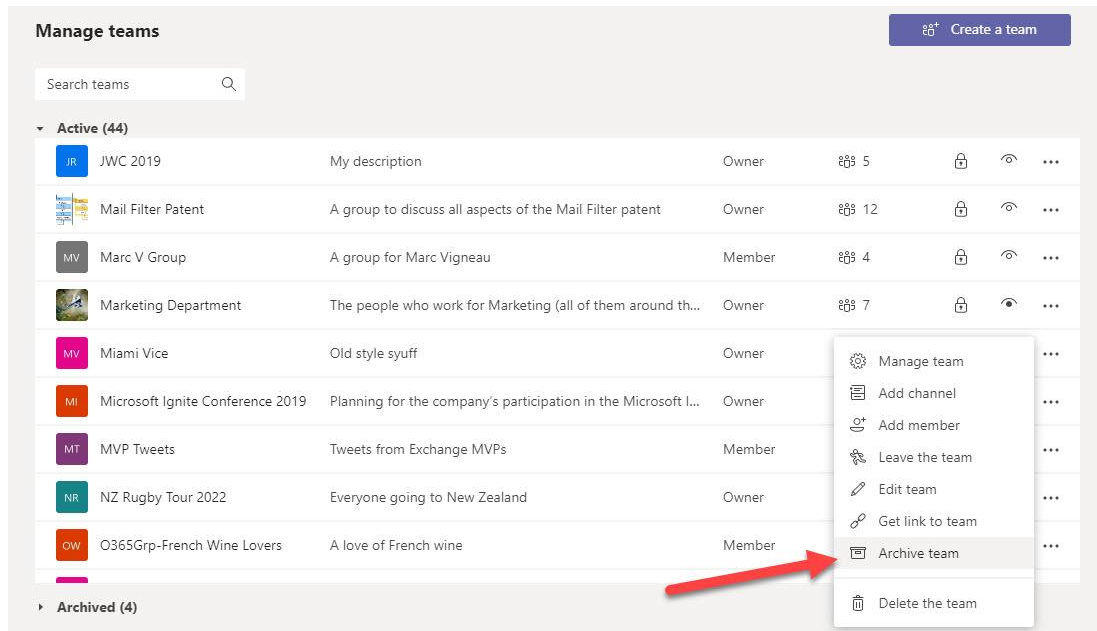 Manage teams
Create a team
Search teams
Active (44)
JR JWC 2019 My description Owner 5
Mail Filter Patent A group to discuss all aspects of the Mail Filter patent Owner 12
MV Marc V Group A group for Marc Vigneau Member 4
Marketing Department The people who work for Marketing (all of them around th... Owner 7
MV Miami Vice Old style syuff Owner
MI Microsoft Ignite Conference 2019 Planning for the company's participation in the Microsoft I... Owner
MT MVP Tweets Tweets from Exchange MVPs Member
NR NZ Rugby Tour 2022 Everyone going to New Zealand Owner
OW O365Grp-French Wine Lovers A love of French wine Member
Manage team
Add channel
Add member
Leave the team
Edit team
Get link to team
Archive team
Delete the team
Archived (4)